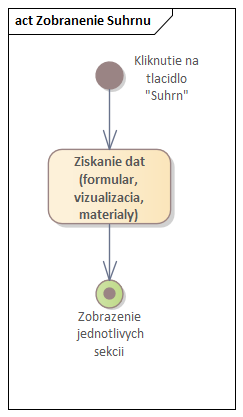 act Zobranenie Suhrnu
Kliknutie na
tlacidlo
"Suhrn"
Ziskanie dat
(formular,
vizualizacia,
materialy)
Zobrazenie
jednotlivych
sekcii